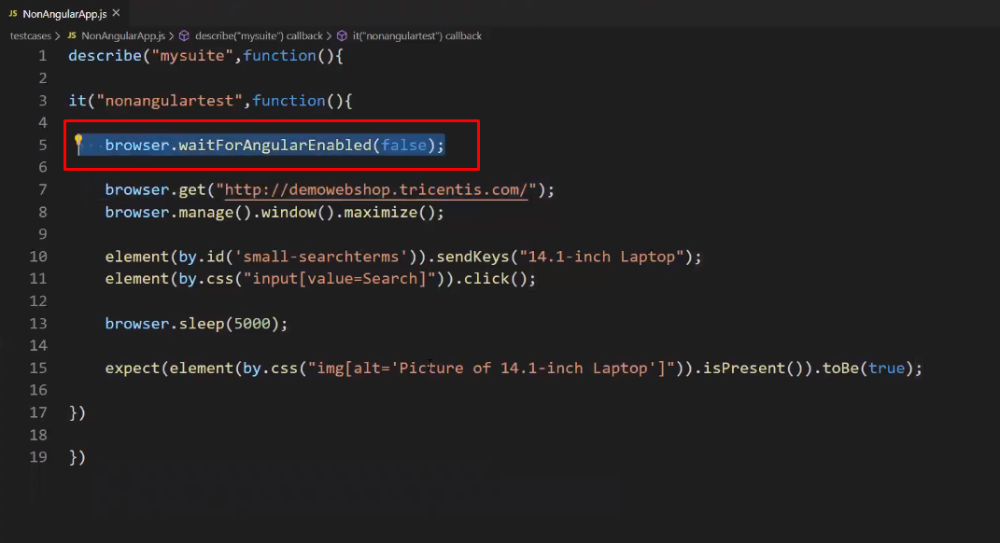 JS NonAngularApp.js ×
testcases > JS NonAngularApp.js > describe("mysuite") callback > it("nonangulartest") callback
1 describe("mysuite",function(){
2
3 it("nonangulartest",function(){
4
5 browser.waitForAngularEnabled(false);
6
7 browser.get("http://demowebshop.tricentis.com/");
8 browser.manage().window().maximize();
9
10 element(by.id('small-searchterms')).sendKeys("14.1-inch Laptop");
11 element(by.css("input[value=Search]")).click();
12
13 browser.sleep(5000);
14
15 expect(element(by.css("img[alt='Picture of 14.1-inch Laptop']")).isPresent()).toBe(true);
16
17 })
18
19 })